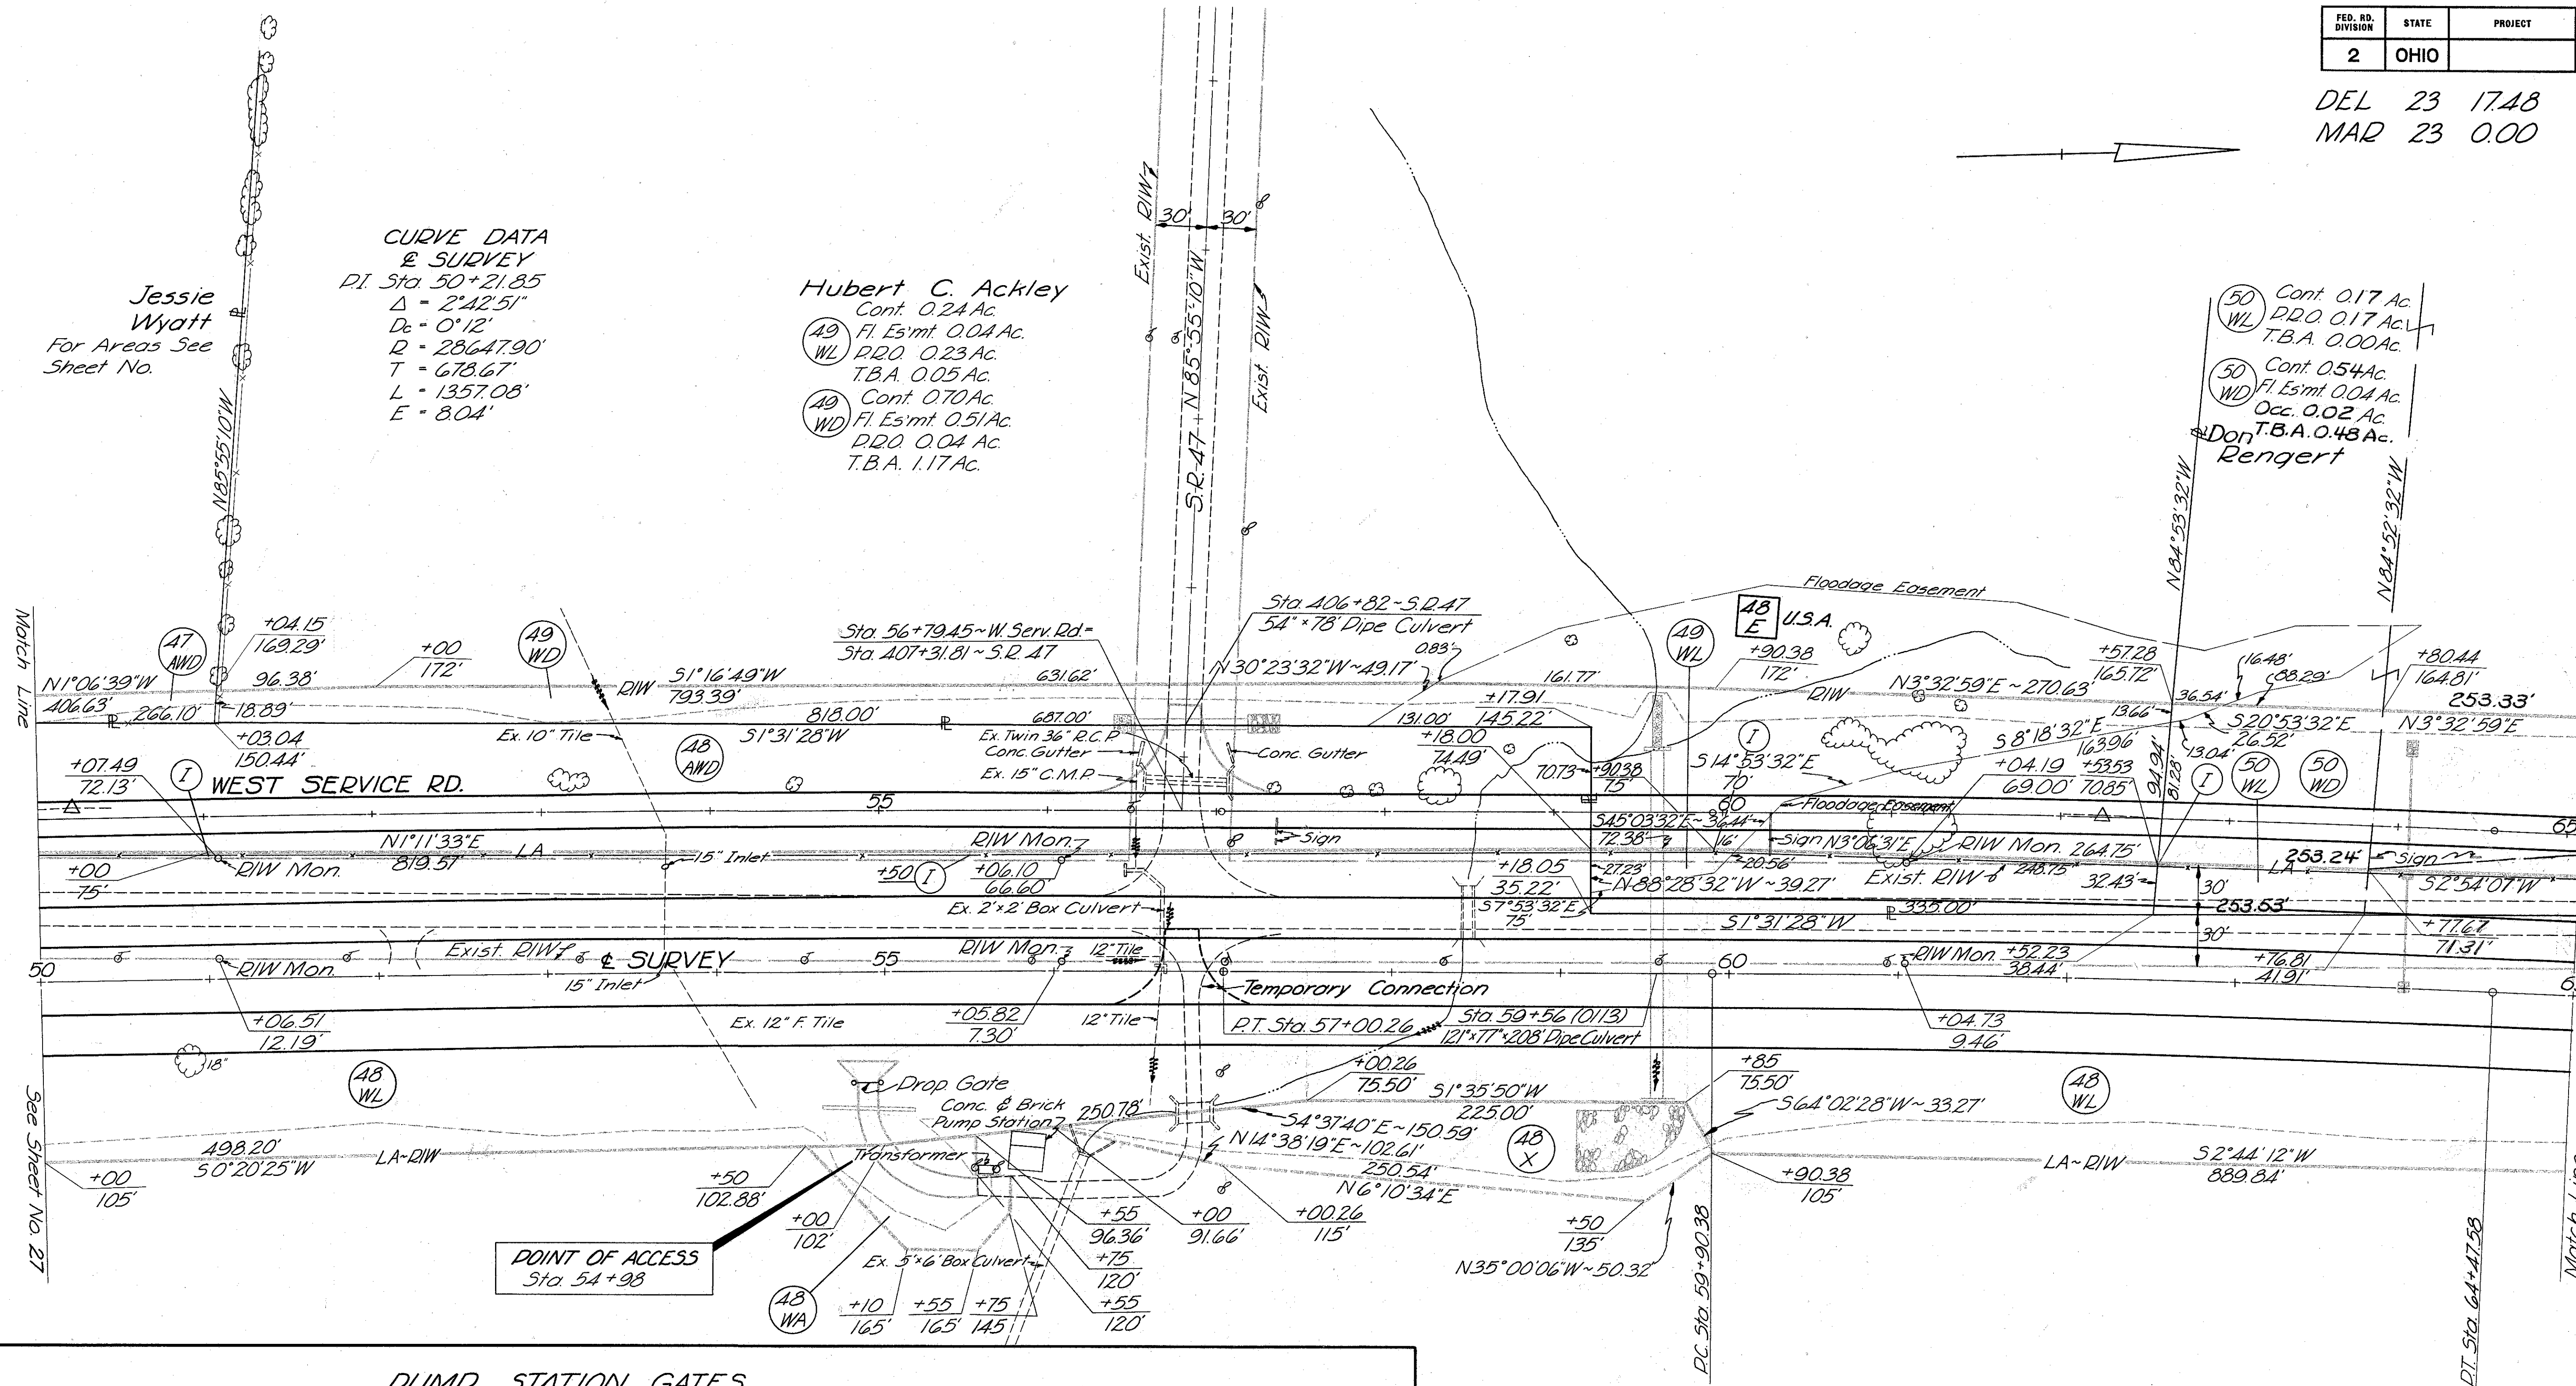 FED. RD. DIVISION
STATE
PROJECT
2
OHIO
DEL 23 17.48
MAR 23 0.00
CURVE DATA
℄ SURVEY
P.I. Sta. 50+21.85
Δ = 2°42'51"
Dc = 0°12'
R = 28647.90'
T = 678.67'
L = 1357.08'
E = 8.04'
Jessie
Wyatt
For Areas See
Sheet No.
N85°55'10"W
Hubert C. Ackley
Cont. 0.24 Ac.
49 WL
Fl. Es'mt. 0.04 Ac.
P.R.O. 0.23 Ac.
T.B.A. 0.05 Ac.
49 WD
Cont. 0.70 Ac.
Fl. Es'mt. 0.51 Ac.
P.R.O. 0.04 Ac.
T.B.A. 1.17 Ac.
Exist. R/W
30'
30'
S.R. 47
N 85°-55'-10" W
Exist. R/W
50 WL
Cont. 0.17 Ac.
P.R.O. 0.17 Ac.
T.B.A. 0.00 Ac.
50 WD
Cont. 0.54 Ac.
Fl. Es'mt. 0.04 Ac.
Occ. 0.02 Ac.
T.B.A. 0.48 Ac.
Don
Rengert
N84°53'32"W
N84°52'32"W
Match Line
47 AWD
+04.15
169.29'
+00
172'
49 WD
Sta. 56+79.45~W. Serv. Rd.=
Sta. 407+31.81~S.R. 47
Sta. 406+82~S.R. 47
54"×78' Pipe Culvert
Floodage Easement
48 E
U.S.A.
49 WL
+90.38
172'
+57.28
165.72'
16.48'
88.29'
+80.44
164.81'
N1°06'39"W
406.63'
96.38'
R/W
S1°16'49"W
793.39'
631.62'
N30°23'32"W~49.17'
0.83'
161.77'
R/W
N3°32'59"E~270.63'
36.54'
253.33'
N3°32'59"E
266.10'
18.89'
+03.04
150.44'
Ex. 10" Tile
818.00'
S1°31'28"W
48 AWD
687.00'
Ex. Twin 36" R.C.P.
Conc. Gutter
Ex. 15" C.M.P.
Conc. Gutter
131.00'
+17.91
145.22'
+18.00
74.49'
70.73
+90.38
75'
S14°53'32"E
70'
S8°18'32"E
163.96'
13.66'
S20°53'32"E
26.52'
13.04'
+04.19
69.00'
+53.53
70.85'
94.94'
81.28'
50 WL
50 WD
+07.49
72.13'
WEST SERVICE RD.
55
60
65
Floodage Easement
S45°03'32"E~36.44'
72.38'
16'
Sign
N3°06'31"E
R/W Mon.
264.75'
253.24'
Sign
N1°11'33"E
819.57'
LA
15" Inlet
R/W Mon.
+00
75'
R/W Mon.
+50
+06.10
66.60'
Sign
+18.05
35.22'
27.23'
20.56'
N88°28'32"W~39.27'
Exist. R/W
248.75'
32.43'
30'
LA
S2°54'07"W
Ex. 2'×2' Box Culvert
S7°53'32"E
75'
335.00'
S1°31'28"W
253.53'
30'
+77.67
71.31'
50
R/W Mon.
Exist. R/W
℄ SURVEY
55
R/W Mon.
12" Tile
60
R/W Mon.
+52.23
38.44'
+76.81
41.91'
15" Inlet
Temporary Connection
+06.51
12.19'
Ex. 12" F. Tile
+05.82
7.30'
12" Tile
P.T. Sta. 57+00.26
Sta. 59+56 (0113)
121"×77"×208' Pipe Culvert
+04.73
9.46'
18"
48 WL
Drop Gate
Conc. & Brick
Pump Station
250.78'
+00.26
75.50'
S1°35'50"W
225.00'
+85
75.50'
S64°02'28"W~33.27'
48 WL
S4°37'40"E~150.59'
N14°38'19"E~102.61'
250.54'
N6°10'34"E
48 X
See Sheet No. 27
498.20'
S0°20'25"W
LA~R/W
Transformer
+00
105'
+50
102.88'
+00
102'
+55
96.36'
+00
91.66'
+00.26
115'
+50
135'
+90.38
105'
LA~R/W
S2°44'12"W
889.84'
POINT OF ACCESS
Sta. 54+98
Ex. 5'×6' Box Culvert
+75
120'
N35°00'06"W~50.32'
P.C. Sta. 59+90.38
P.T. Sta. 64+47.58
Match Line
48 WA
+10
165'
+55
165'
+75
145'
+55
120'
PUMP STATION GATES